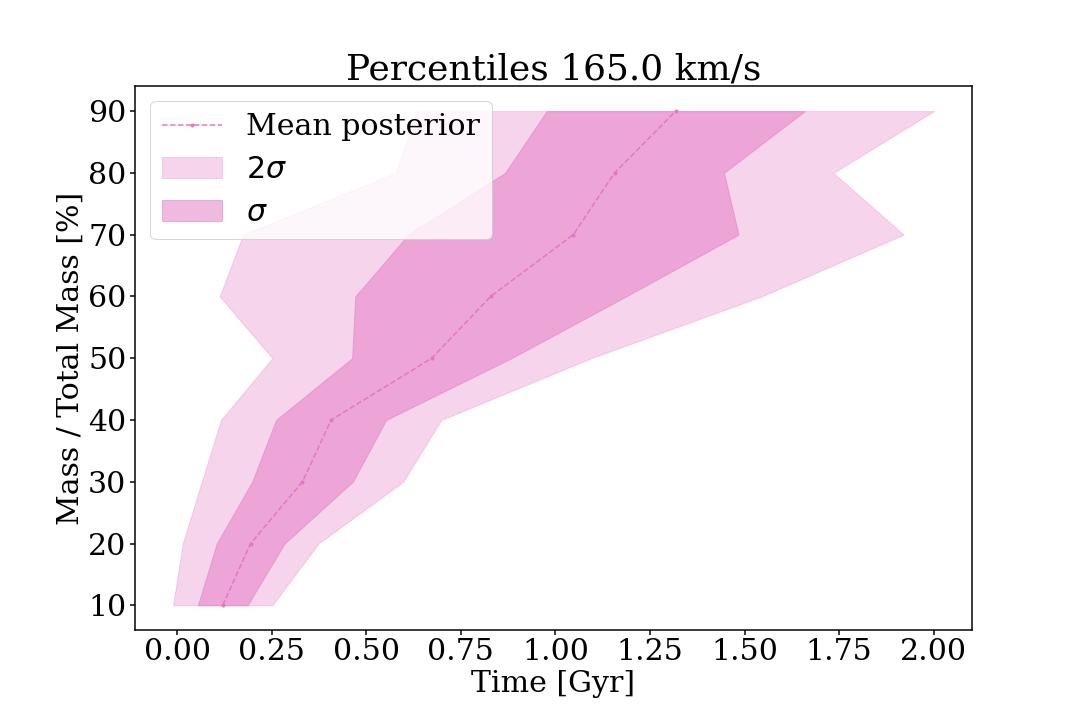 Percentiles 165.0 km/s
Mean posterior
2σ
σ
Mass / Total Mass [%]
90
80
70
60
50
40
30
20
10
0.00 0.25 0.50 0.75 1.00 1.25 1.50 1.75 2.00
Time [Gyr]